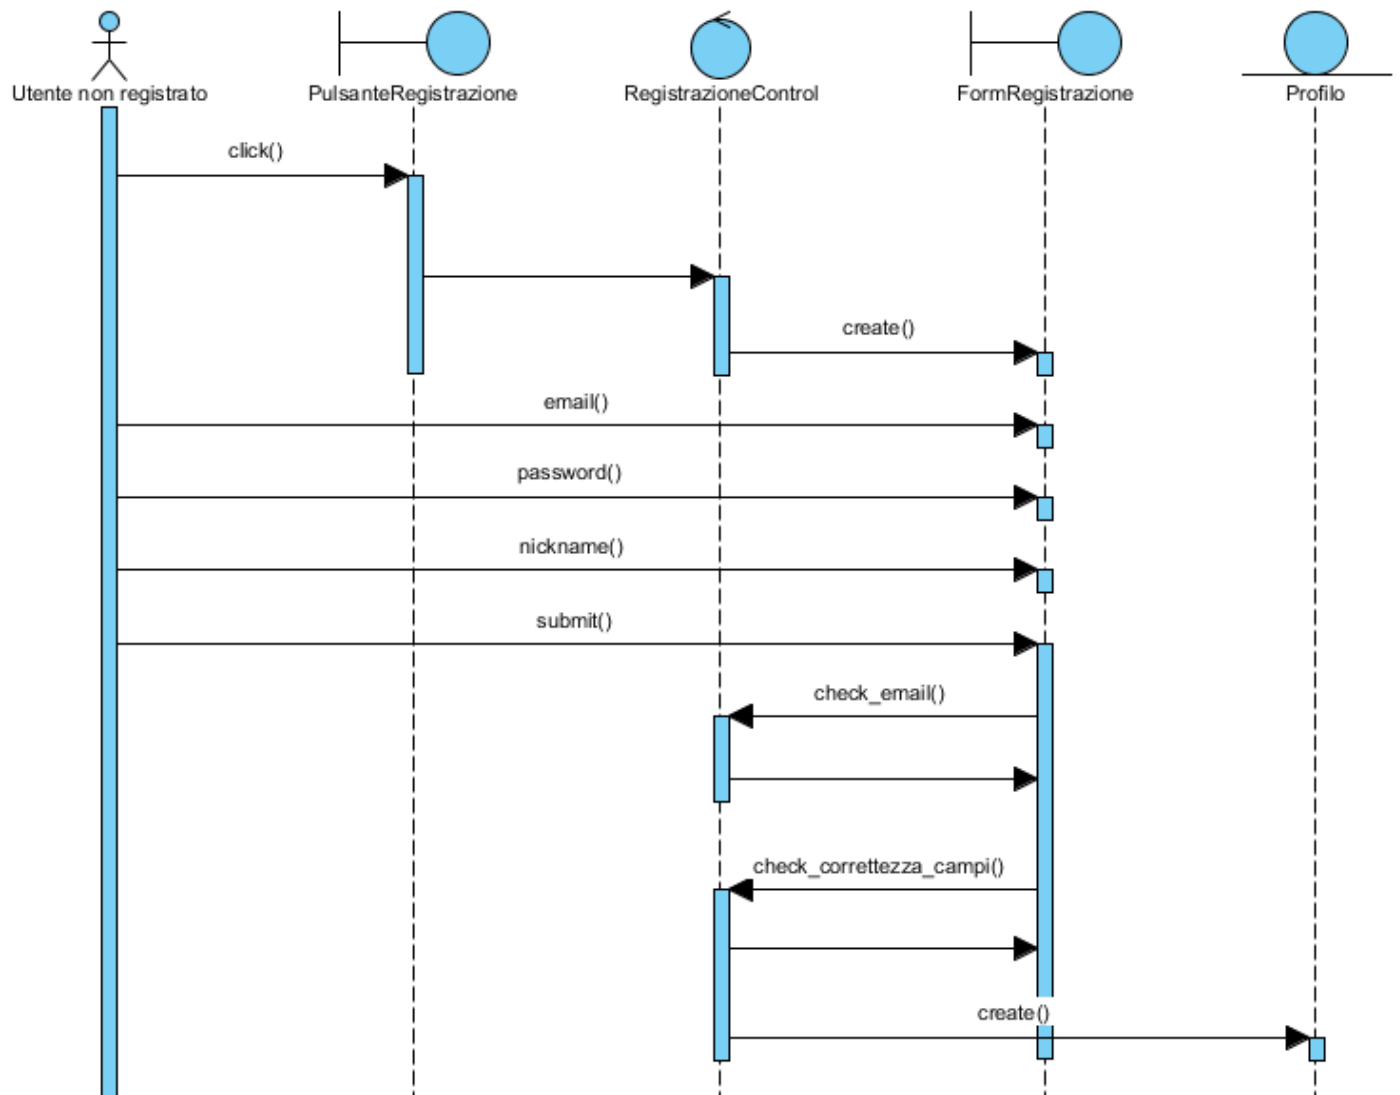 Utente non registrato
PulsanteRegistrazione
RegistrazioneControl
FormRegistrazione
Profilo
click()
create()
email()
password()
nickname()
submit()
check_email()
check_correttezza_campi()
create()